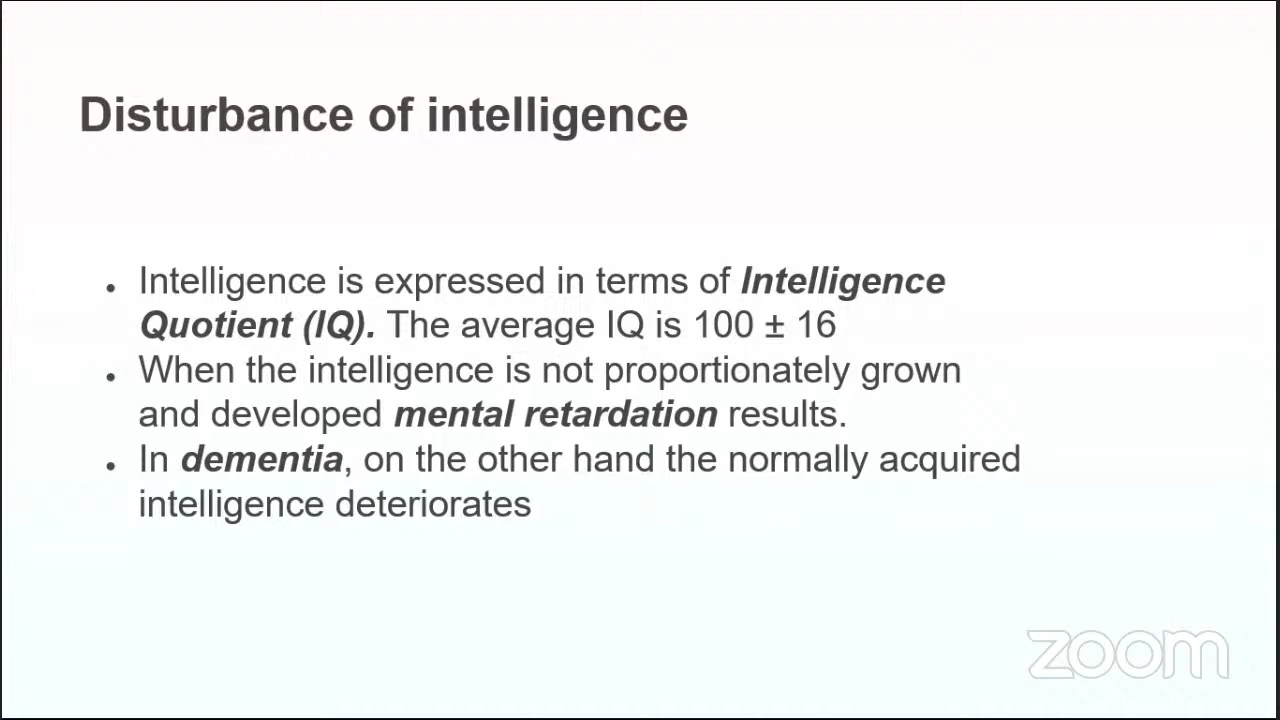 Disturbance of intelligence
• Intelligence is expressed in terms of Intelligence
Quotient (IQ). The average IQ is 100 ± 16
• When the intelligence is not proportionately grown
and developed mental retardation results.
• In dementia, on the other hand the normally acquired
intelligence deteriorates
zoom